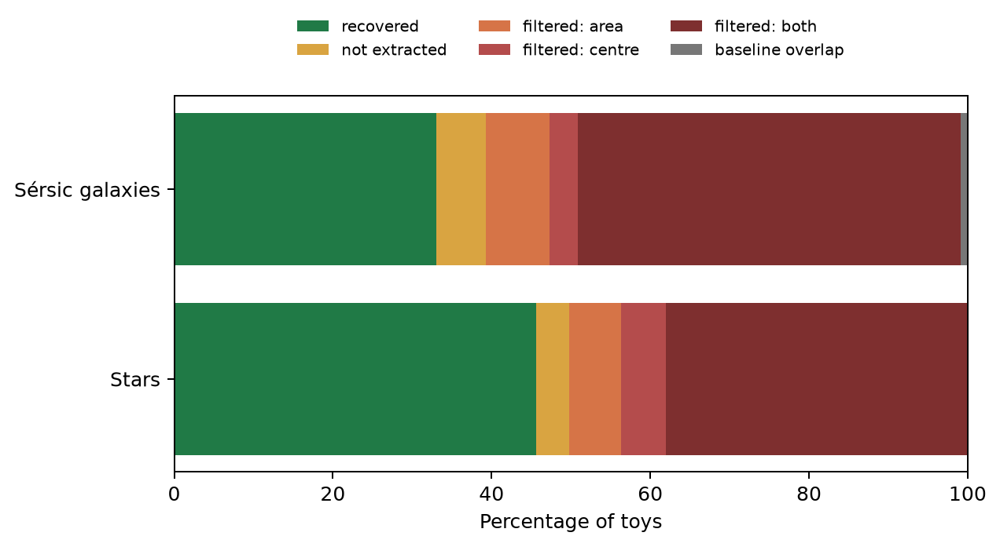 recovered filtered: area filtered: both
not extracted filtered: centre baseline overlap
Sérsic galaxies
Stars
0 20 40 60 80 100
Percentage of toys